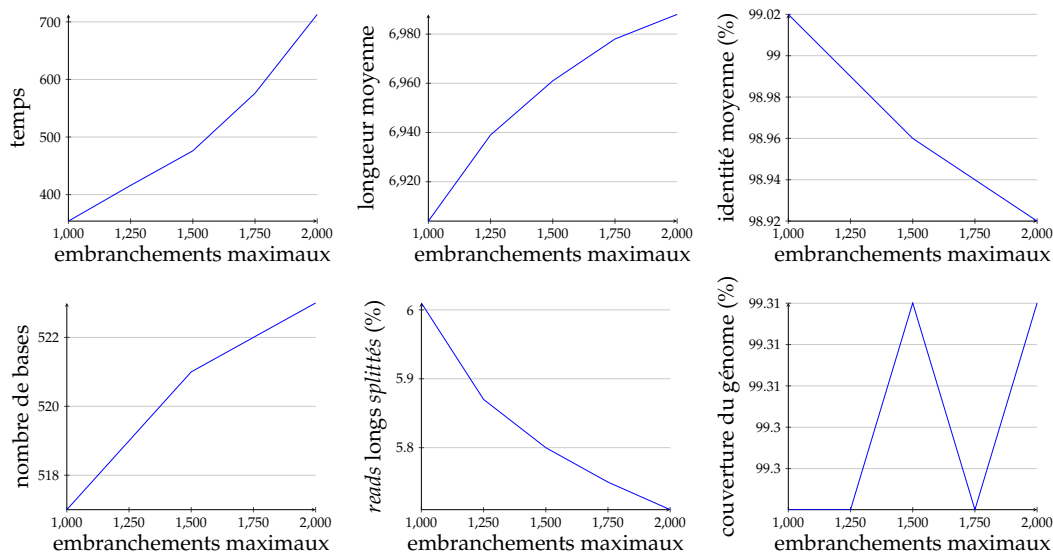 temps
700
600
500
400
1,000 1,250 1,500 1,750 2,000
embranchements maximaux
longueur moyenne
6,980
6,960
6,940
6,920
1,000 1,250 1,500 1,750 2,000
embranchements maximaux
identité moyenne (%)
99.02
99
98.98
98.96
98.94
98.92
1,000 1,250 1,500 1,750 2,000
embranchements maximaux
nombre de bases
522
520
518
1,000 1,250 1,500 1,750 2,000
embranchements maximaux
reads longs splittés (%)
6
5.9
5.8
1,000 1,250 1,500 1,750 2,000
embranchements maximaux
couverture du génome (%)
99.31
99.31
99.31
99.3
99.3
1,000 1,250 1,500 1,750 2,000
embranchements maximaux